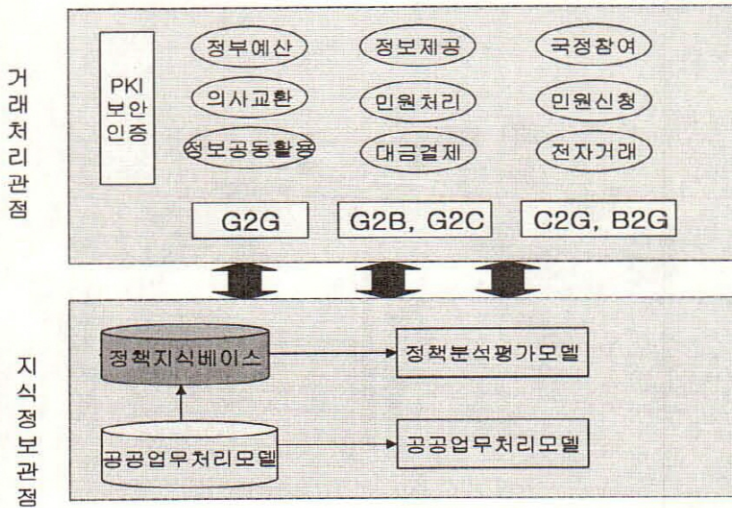 거래처리관점
PKI
보안
인증
정부예산
정보제공
국정참여
의사교환
민원처리
민원신청
정보공동활용
대금결제
전자거래
G2G
G2B, G2C
C2G, B2G
지식정보관점
정책지식베이스
정책분석평가모델
공공업무처리모델
공공업무처리모델